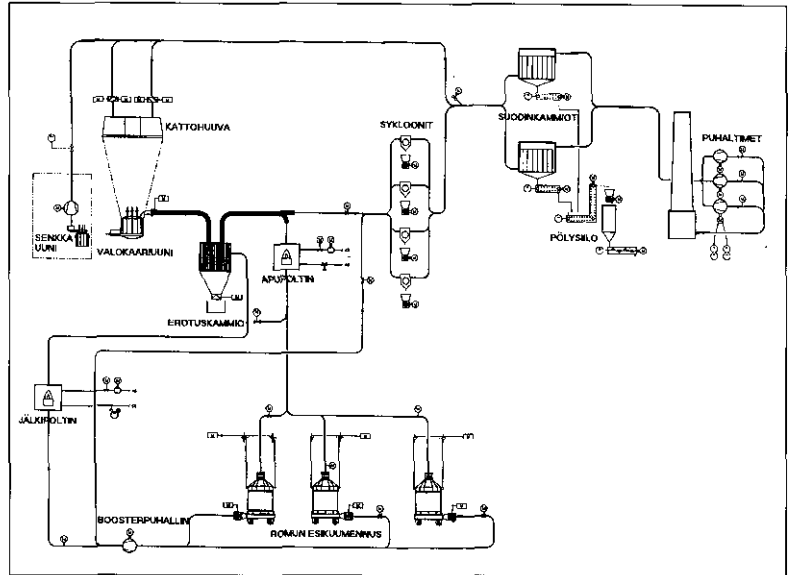 KATTOHUUVA
SYKLOONIT
SUODINKAMMIOT
PUHALTIMET
SENKKA
UUNI
VALOKAARIUUNI
PÖLYSIILO
APUPOLTIN
EROTUSKAMMIO
JÄLKIPOLTIN
BOOSTERPUHALLIN
ROMUN ESIKUUMENNUS